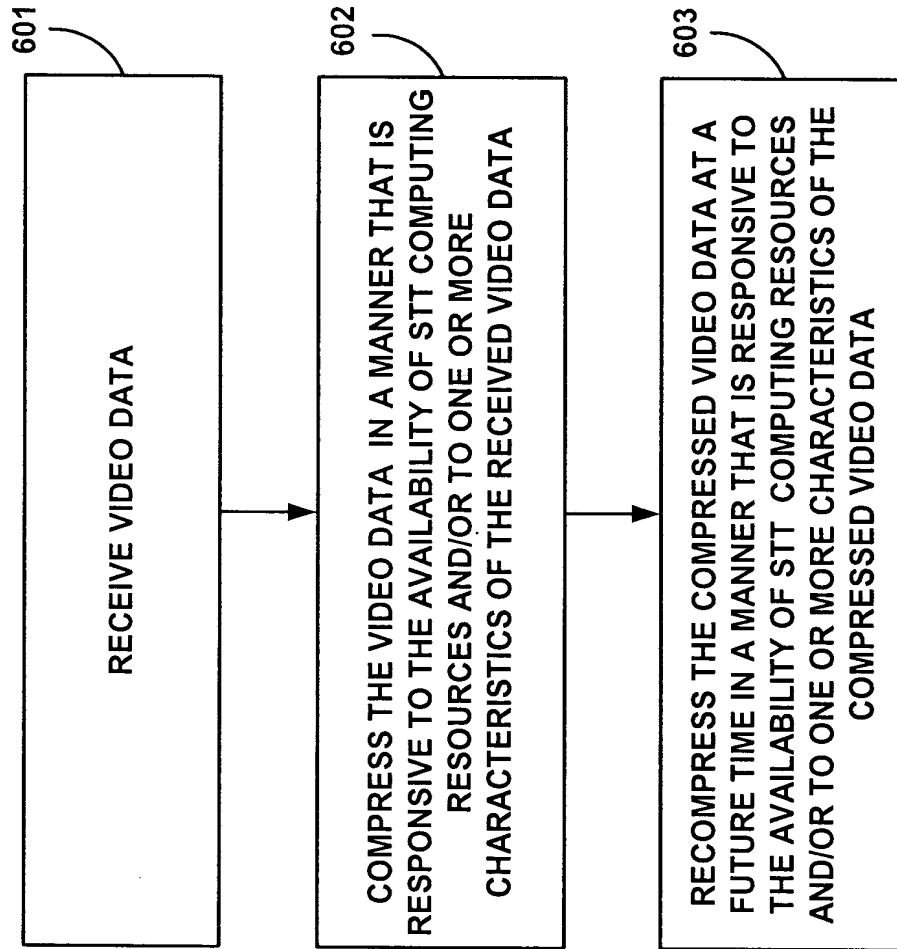 601
RECEIVE VIDEO DATA
602
COMPRESS THE VIDEO DATA IN A MANNER THAT IS
RESPONSIVE TO THE AVAILABILITY OF STT COMPUTING
RESOURCES AND/OR TO ONE OR MORE
CHARACTERISTICS OF THE RECEIVED VIDEO DATA
603
RECOMPRESS THE COMPRESSED VIDEO DATA AT A
FUTURE TIME IN A MANNER THAT IS RESPONSIVE TO
THE AVAILABILITY OF STT COMPUTING RESOURCES
AND/OR TO ONE OR MORE CHARACTERISTICS OF THE
COMPRESSED VIDEO DATA